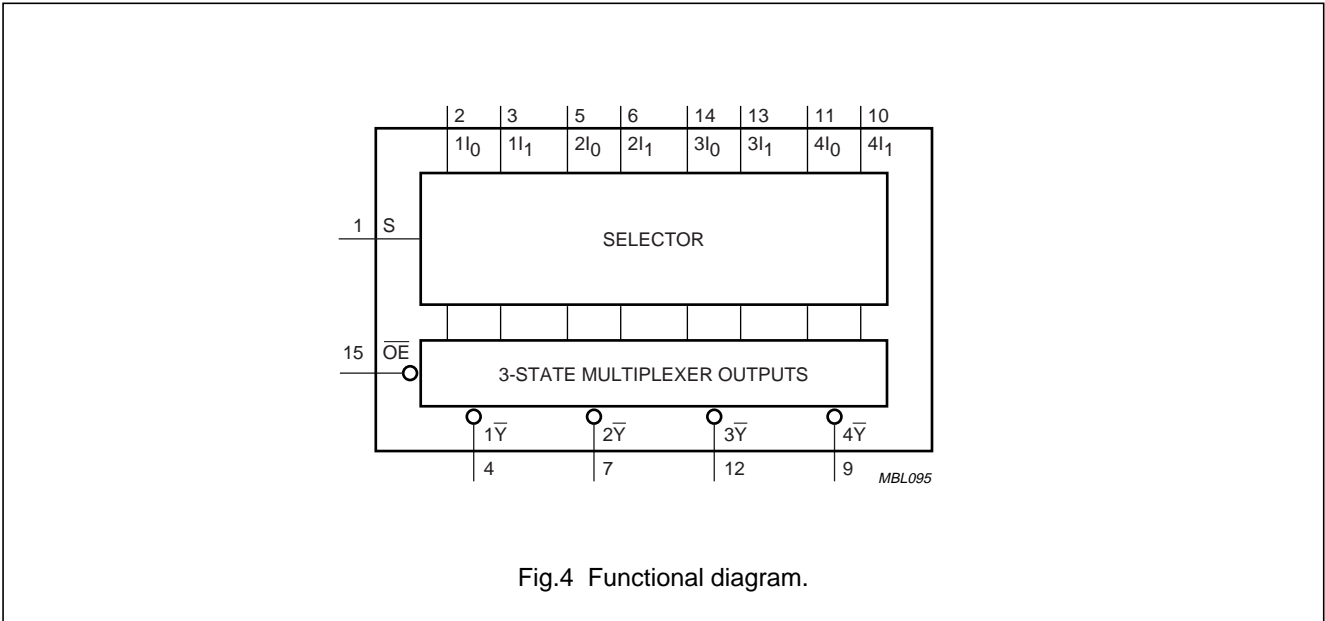 2 3 5 6 14 13 11 10
1I0 1I1 2I0 2I1 3I0 3I1 4I0 4I1
1 S
SELECTOR
15 O̅E̅
3-STATE MULTIPLEXER OUTPUTS
1Y̅ 2Y̅ 3Y̅ 4Y̅
4 7 12 9
MBL095
Fig.4 Functional diagram.